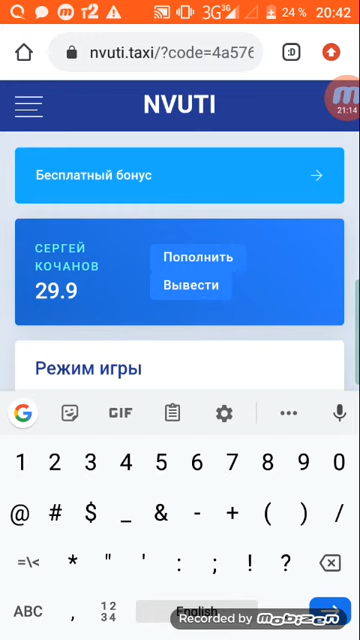 т2
3G 3G
24 %
20:42
nvuti.taxi/?code=4a576
:D
NVUTI
21:14
Бесплатный бонус
СЕРГЕЙ
КОЧАНОВ
29.9
Пополнить
Вывести
Режим игры
G GIF
1 2 3 4 5 6 7 8 9 0
@ # $ _ & - + ( ) /
=\< * " ' : ; ! ?
ABC , 12 34 English
Recorded by mobizen